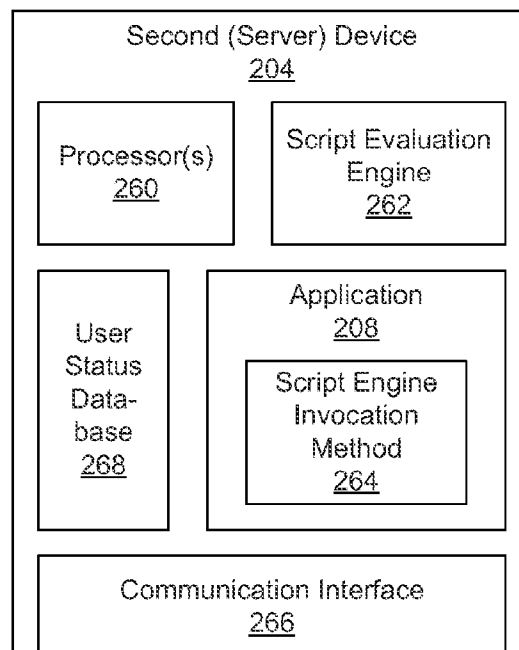 Second (Server) Device
204
Processor(s)
260
Script Evaluation
Engine
262
User
Status
Data-
base
268
Application
208
Script Engine
Invocation
Method
264
Communication Interface
266